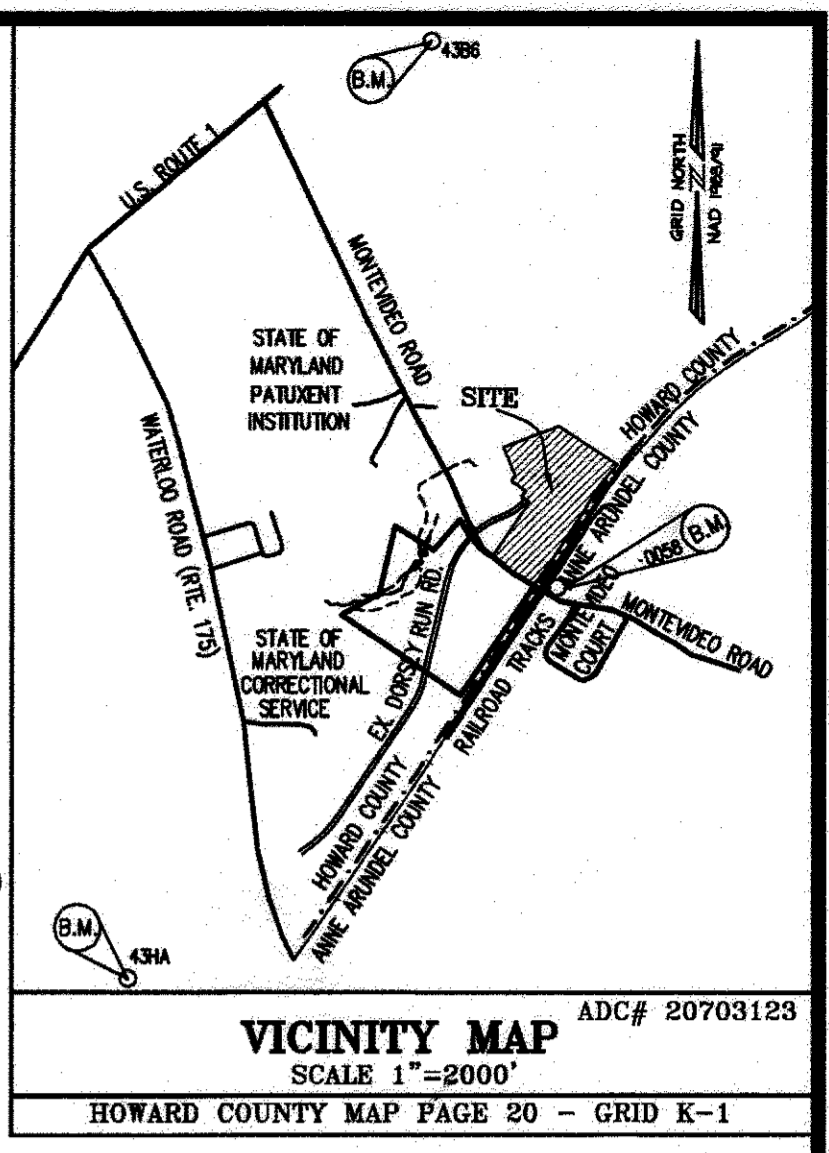 B.M.
43B6
GRID NORTH
NAD 1983/91
U.S. ROUTE 1
MONTEVIDEO ROAD
STATE OF
MARYLAND
PATUXENT
INSTITUTION
SITE
HOWARD COUNTY
ANNE ARUNDEL COUNTY
WATERLOO ROAD (RTE. 175)
0058
B.M.
MONTEVIDEO ROAD
MONTEVIDEO
COURT
EX. DORSEY RUN RD.
RAILROAD TRACKS
STATE OF
MARYLAND
CORRECTIONAL
SERVICE
HOWARD COUNTY
ANNE ARUNDEL COUNTY
B.M.
43HA
ADC# 20703123
VICINITY MAP
SCALE 1"=2000'
HOWARD COUNTY MAP PAGE 20 - GRID K-1